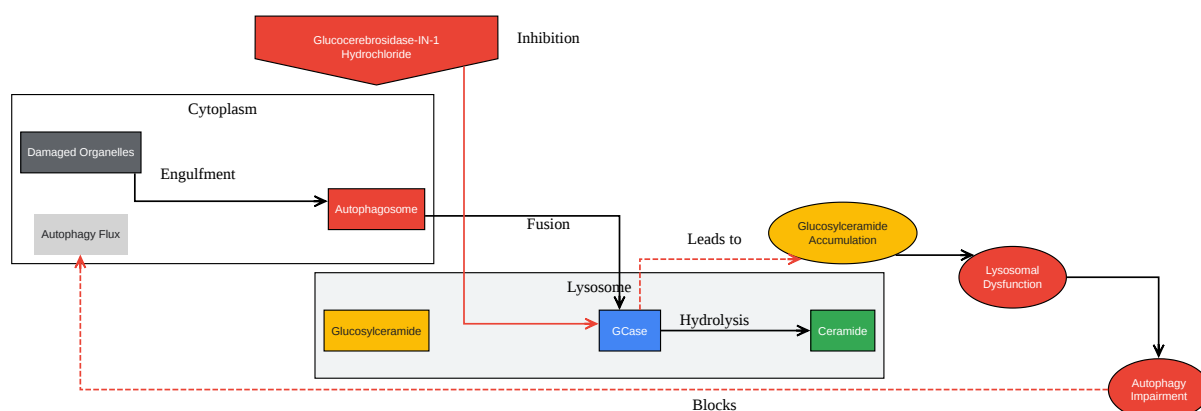 Glucocerebrosidase-IN-1
Hydrochloride
Inhibition
Cytoplasm
Damaged Organelles
Engulfment
Autophagosome
Autophagy Flux
Fusion
Leads to
Glucosylceramide
Accumulation
Lysosomal
Dysfunction
Lysosome
Glucosylceramide
GCase
Hydrolysis
Ceramide
Autophagy
Impairment
Blocks